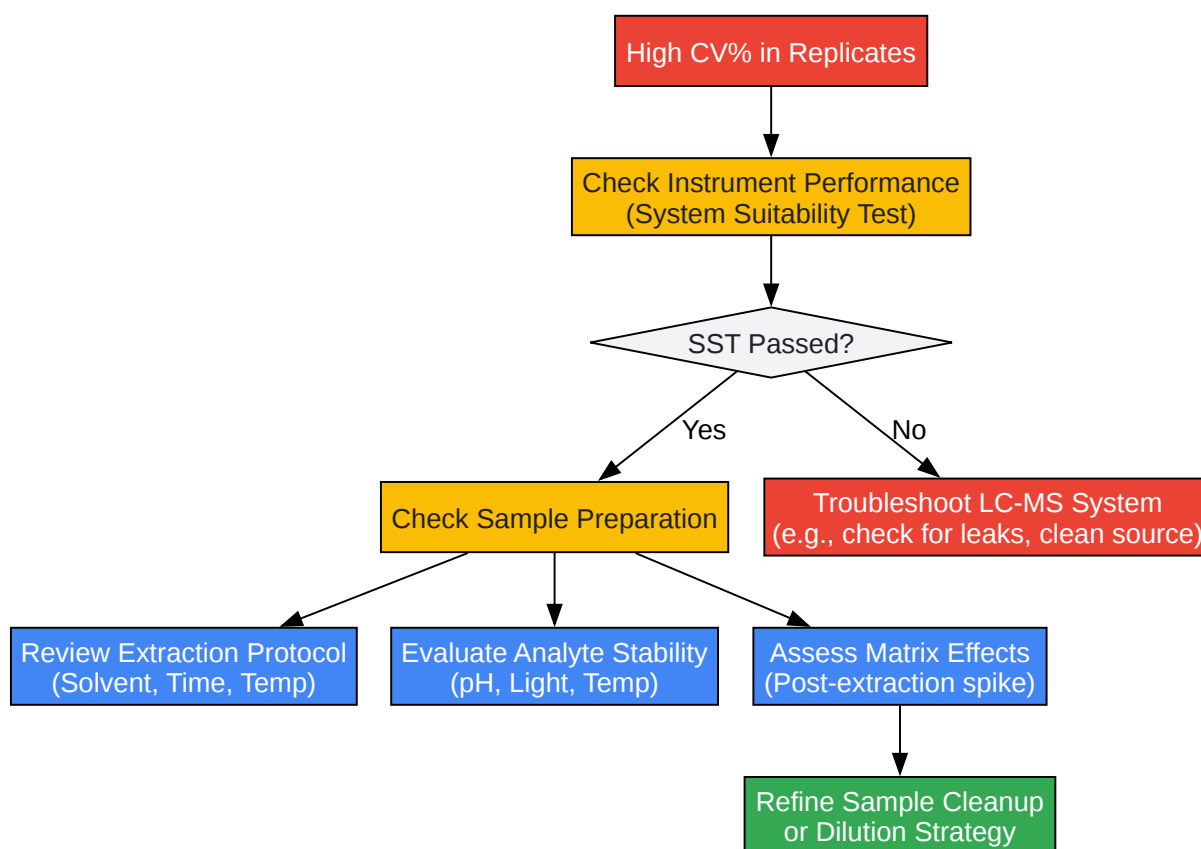 High CV% in Replicates
Check Instrument Performance
(System Suitability Test)
SST Passed?
Yes
No
Check Sample Preparation
Troubleshoot LC-MS System
(e.g., check for leaks, clean source)
Review Extraction Protocol
(Solvent, Time, Temp)
Evaluate Analyte Stability
(pH, Light, Temp)
Assess Matrix Effects
(Post-extraction spike)
Refine Sample Cleanup
or Dilution Strategy